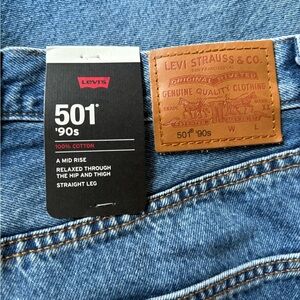 Levi's
501®
'90s
100% COTTON
A MID RISE
RELAXED THROUGH
THE HIP AND THIGH
STRAIGHT LEG
LEVI STRAUSS & CO.
ORIGINAL RIVETED
QUALITY CLOTHING
501® '90s W L